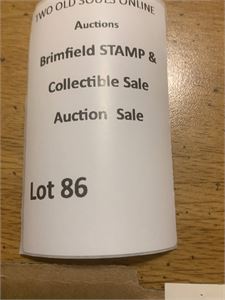 TWO OLD SOULS ONLINE
Auctions
Brimfield STAMP &
Collectible Sale
Auction Sale
Lot 86